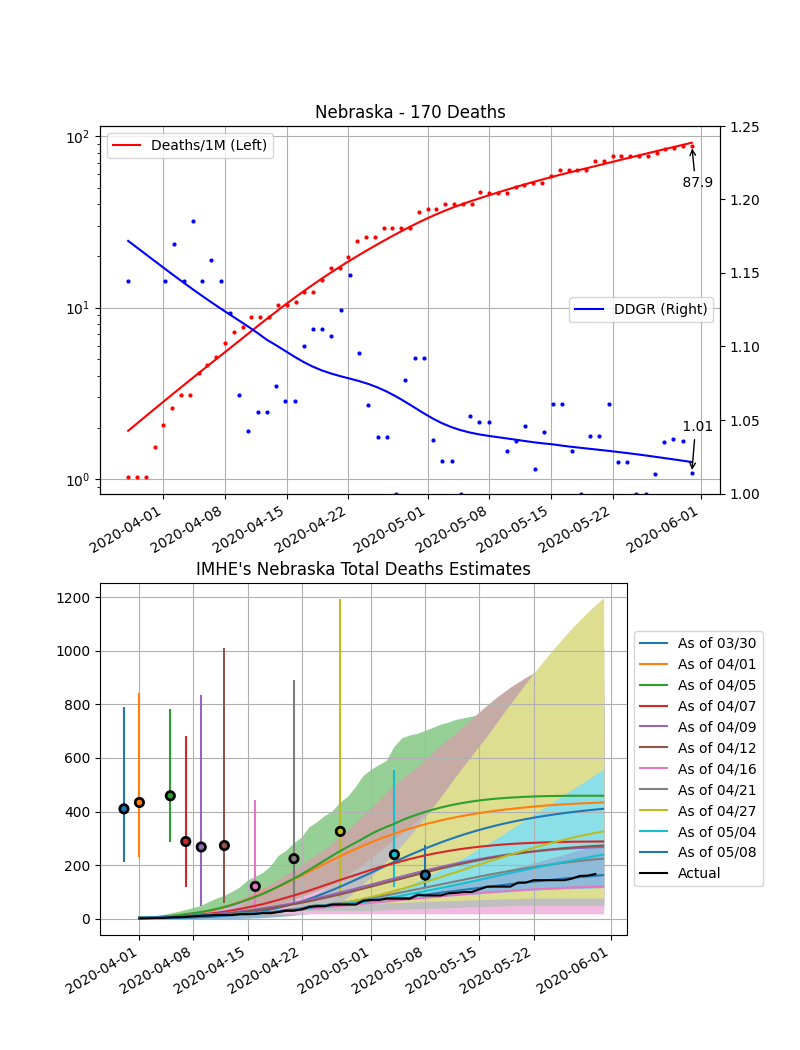 Nebraska - 170 Deaths
Deaths/1M (Left)
DDGR (Right)
87.9
1.01
10²
10¹
10⁰
1.25
1.20
1.15
1.10
1.05
1.00
2020-04-01
2020-04-08
2020-04-15
2020-04-22
2020-05-01
2020-05-08
2020-05-15
2020-05-22
2020-06-01
IMHE's Nebraska Total Deaths Estimates
1200
1000
800
600
400
200
0
2020-04-01
2020-04-08
2020-04-15
2020-04-22
2020-05-01
2020-05-08
2020-05-15
2020-05-22
2020-06-01
As of 03/30
As of 04/01
As of 04/05
As of 04/07
As of 04/09
As of 04/12
As of 04/16
As of 04/21
As of 04/27
As of 05/04
As of 05/08
Actual